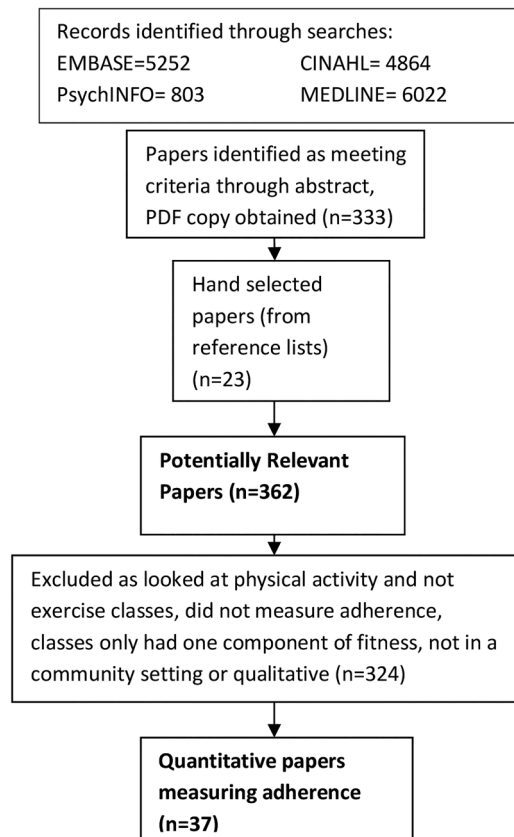 Records identified through searches:
EMBASE=5252 CINAHL= 4864
PsychINFO= 803 MEDLINE= 6022
Papers identified as meeting
criteria through abstract,
PDF copy obtained (n=333)
Hand selected
papers (from
reference lists)
(n=23)
Potentially Relevant
Papers (n=362)
Excluded as looked at physical activity and not
exercise classes, did not measure adherence,
classes only had one component of fitness, not in a
community setting or qualitative (n=324)
Quantitative papers
measuring adherence
(n=37)